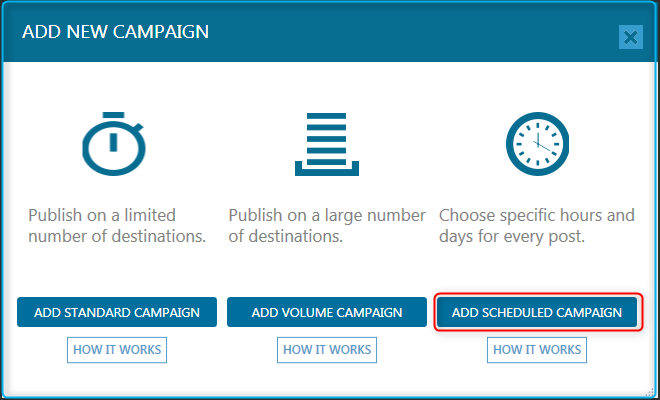 ADD NEW CAMPAIGN
Publish on a limited
number of destinations.
Publish on a large number
of destinations.
Choose specific hours and
days for every post.
ADD STANDARD CAMPAIGN
ADD VOLUME CAMPAIGN
ADD SCHEDULED CAMPAIGN
HOW IT WORKS
HOW IT WORKS
HOW IT WORKS